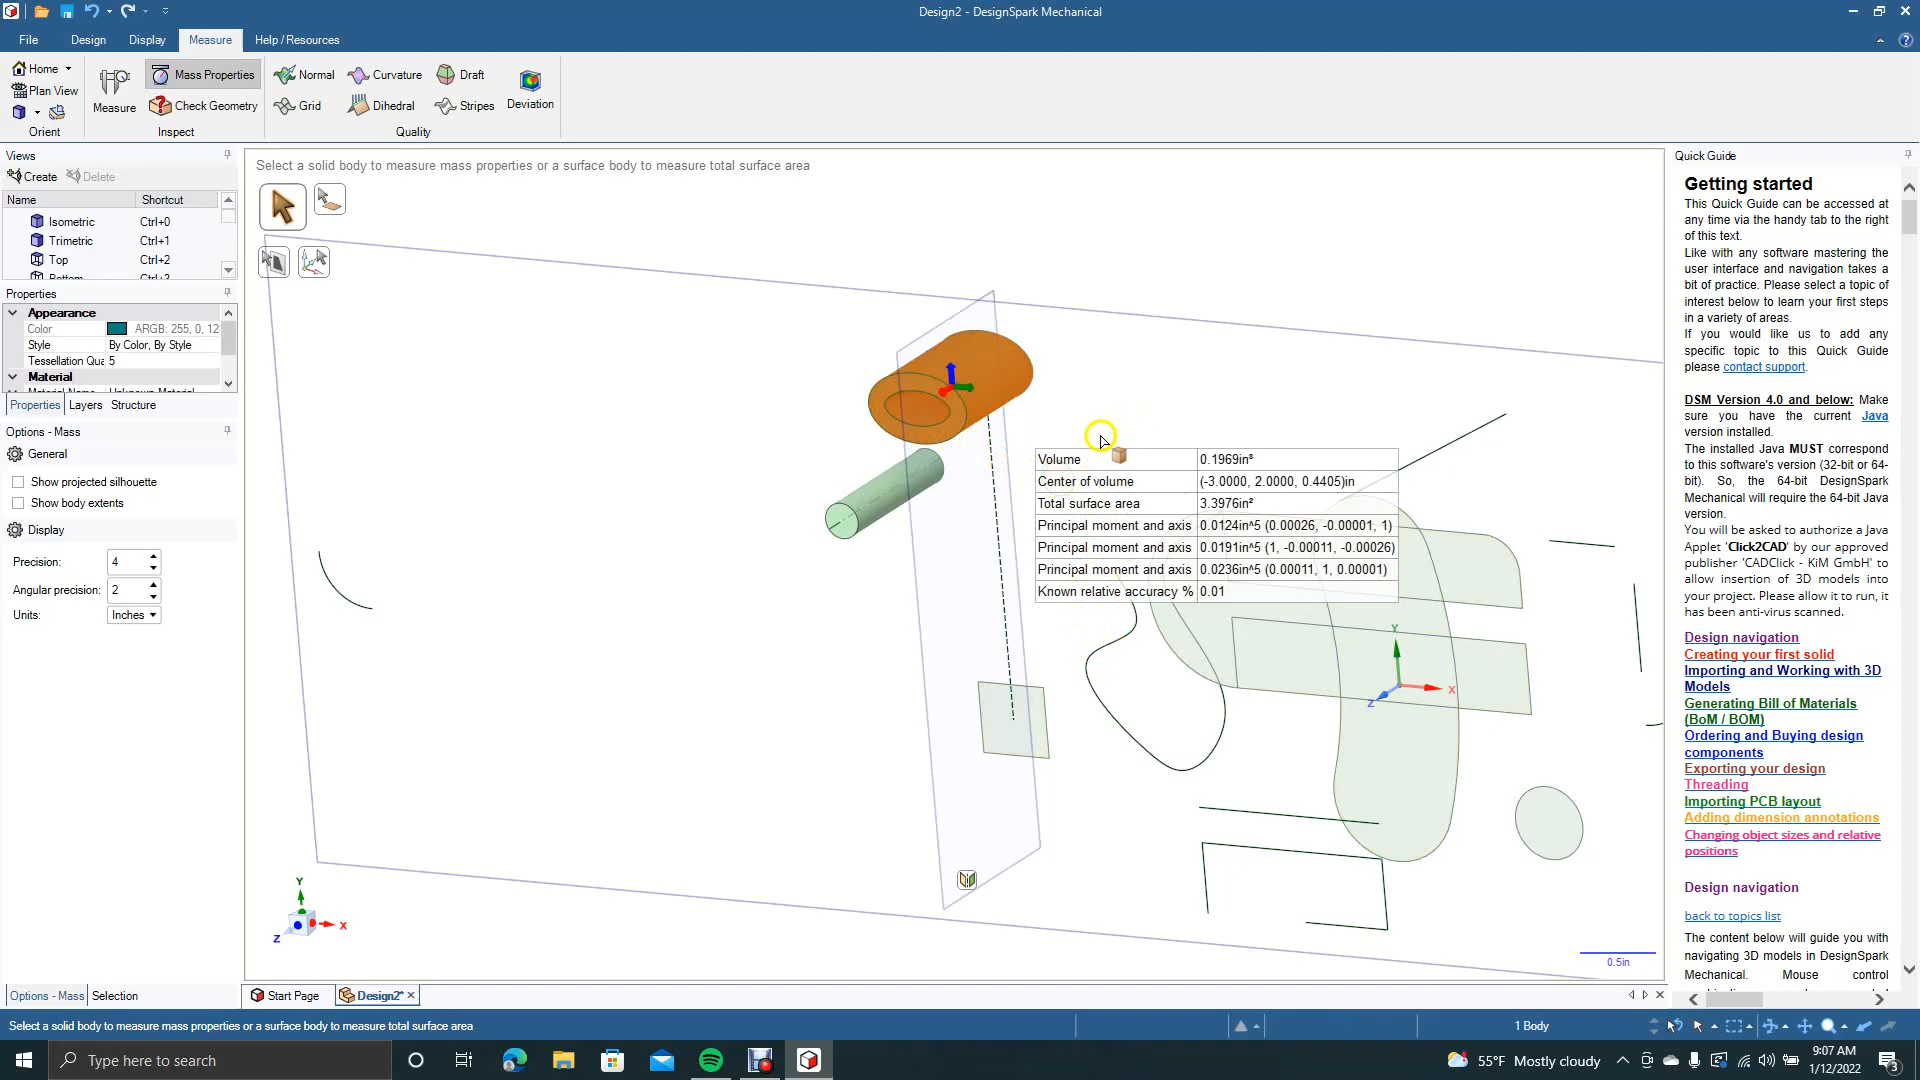 Design2 - DesignSpark Mechanical
File Design Display Measure Help / Resources
Home
Plan View
Orient
Measure
Mass Properties
Check Geometry
Inspect
Normal Curvature Draft
Grid Dihedral Stripes
Deviation
Quality
Views
Create Delete
Name Shortcut
Isometric Ctrl+0
Trimetric Ctrl+1
Top Ctrl+2
Properties
Appearance
Color ARGB: 255, 0, 12
Style By Color, By Style
Tessellation Qua 5
Material
Properties Layers Structure
Options - Mass
General
Show projected silhouette
Show body extents
Display
Precision: 4
Angular precision: 2
Units: Inches
Options - Mass Selection
Select a solid body to measure mass properties or a surface body to measure total surface area
Volume 0.1969in³
Center of volume (-3.0000, 2.0000, 0.4405)in
Total surface area 3.3976in²
Principal moment and axis 0.0124in^5 (0.00026, -0.00001, 1)
Principal moment and axis 0.0191in^5 (1, -0.00011, -0.00026)
Principal moment and axis 0.0236in^5 (0.00011, 1, 0.00001)
Known relative accuracy % 0.01
Y
X
Z
Y
X
Z
0.5in
Start Page Design2*
Quick Guide
Getting started
This Quick Guide can be accessed at
any time via the handy tab to the right
of this text.
Like with any software mastering the
user interface and navigation takes a
bit of practice. Please select a topic of
interest below to learn your first steps
in a variety of areas.
If you would like us to add any
specific topic to this Quick Guide
please contact support.
DSM Version 4.0 and below: Make
sure you have the current Java
version installed.
The installed Java MUST correspond
to this software's version (32-bit or 64-
bit). So, the 64-bit DesignSpark
Mechanical will require the 64-bit Java
version.
You will be asked to authorize a Java
Applet 'Click2CAD' by our approved
publisher 'CADClick - KiM GmbH' to
allow insertion of 3D models into
your project. Please allow it to run, it
has been anti-virus scanned.
Design navigation
Creating your first solid
Importing and Working with 3D
Models
Generating Bill of Materials
(BoM / BOM)
Ordering and Buying design
components
Exporting your design
Threading
Importing PCB layout
Adding dimension annotations
Changing object sizes and relative
positions
Design navigation
back to topics list
The content below will guide you with
navigating 3D models in DesignSpark
Mechanical. Mouse control
Select a solid body to measure mass properties or a surface body to measure total surface area
1 Body
Type here to search
55°F Mostly cloudy
9:07 AM
1/12/2022
3